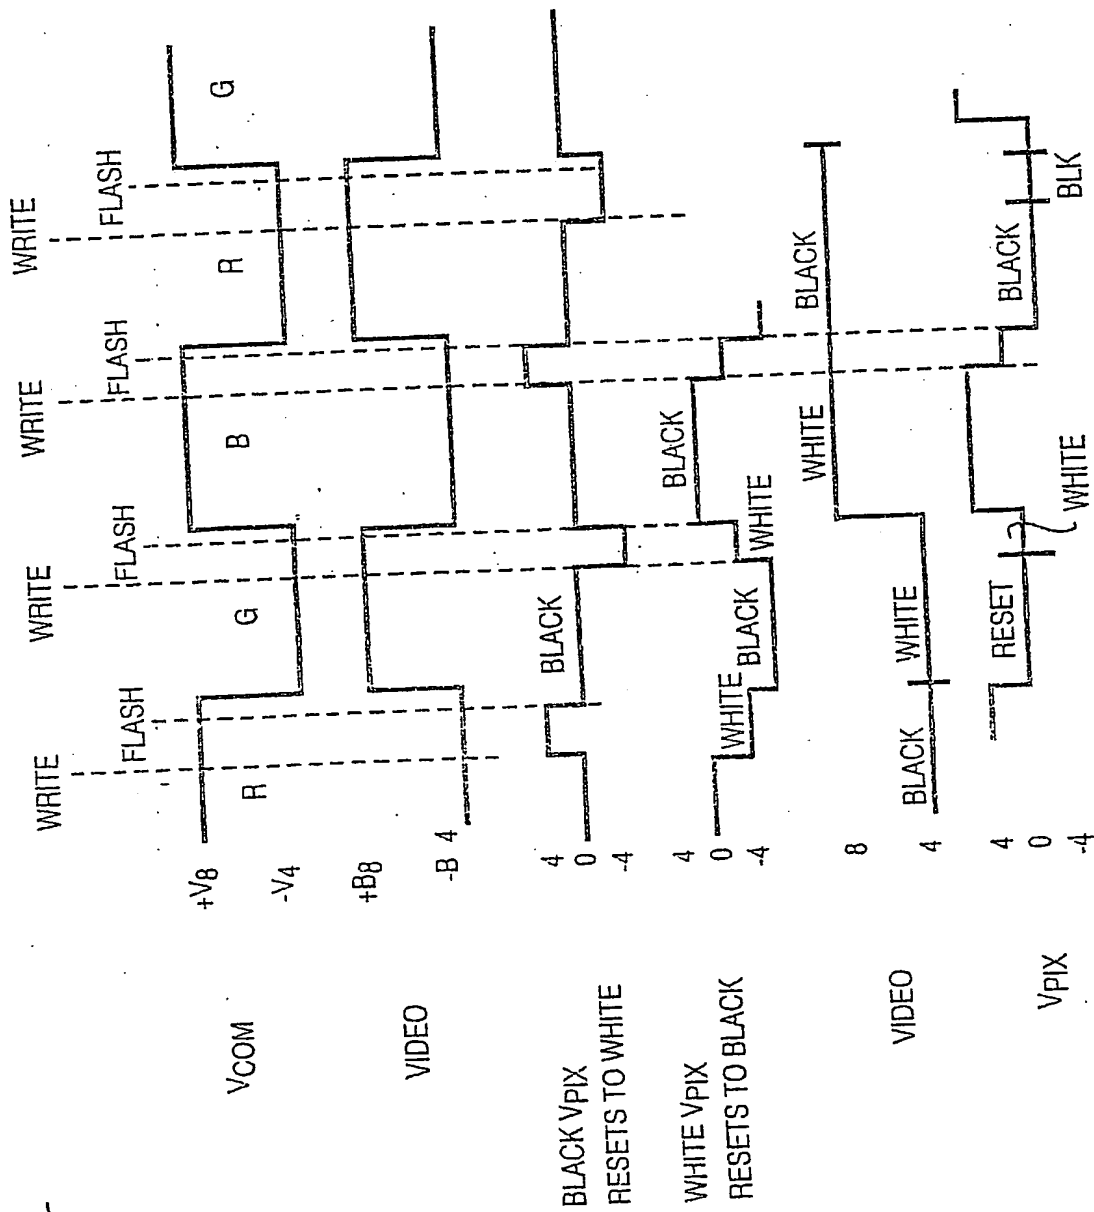 WRITE
WRITE
WRITE
WRITE
FLASH
FLASH
FLASH
FLASH
VCOM
+V8
-V4
R
G
B
R
G
VIDEO
+B8
-B 4
BLACK VPIX
RESETS TO WHITE
4
0
-4
BLACK
WHITE VPIX
RESETS TO BLACK
4
0
-4
WHITE
BLACK
WHITE
BLACK
VIDEO
8
4
BLACK
WHITE
WHITE
BLACK
VPIX
4
0
-4
RESET
WHITE
BLACK
BLK